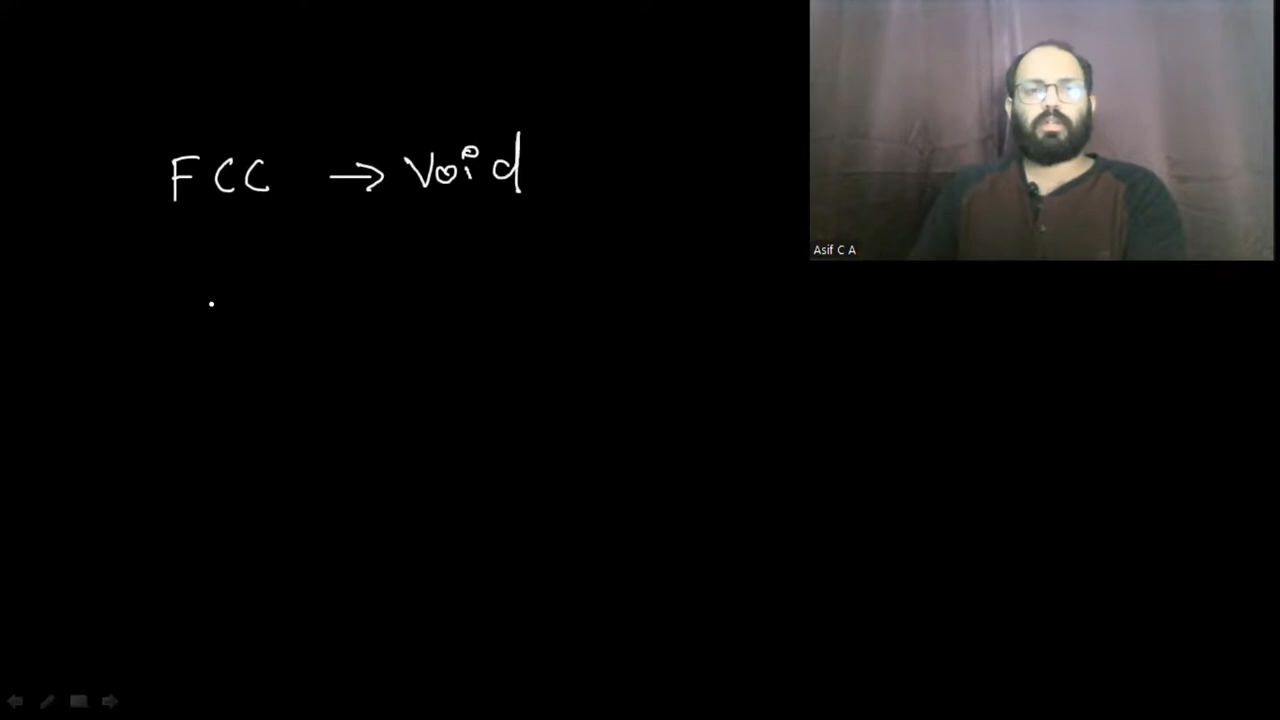 FCC → Void
Asif C A